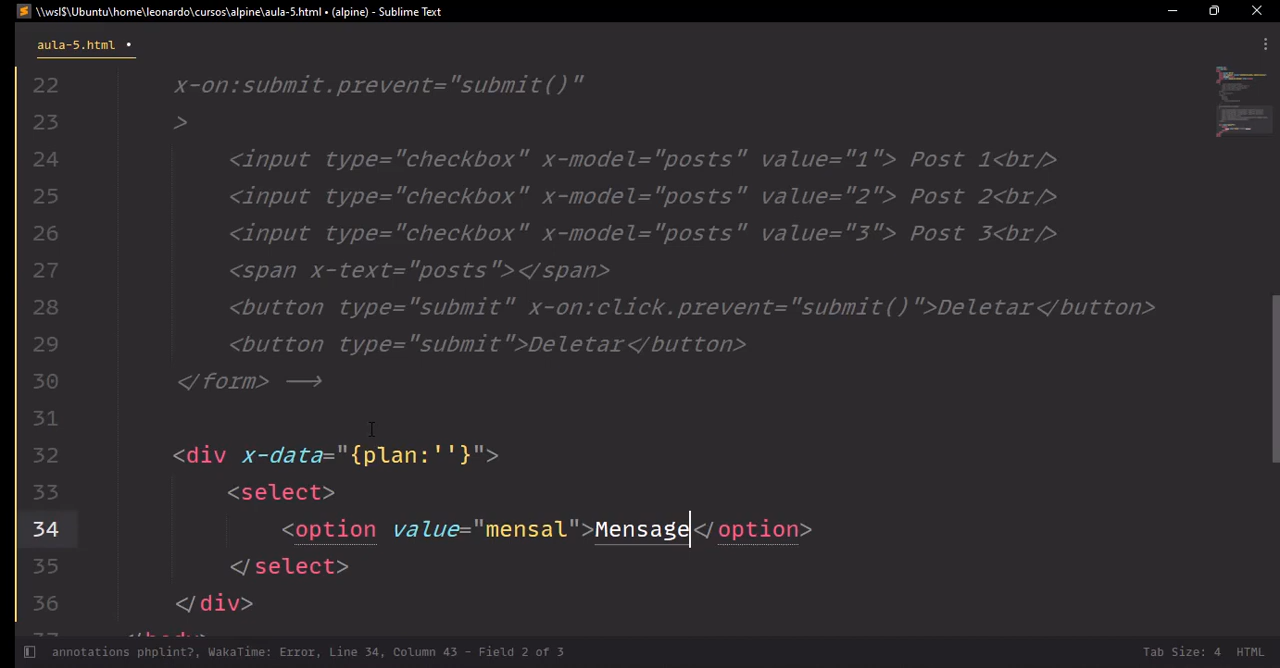 \\wsl$\Ubuntu\home\leonardo\cursos\alpine\aula-5.html • (alpine) - Sublime Text
aula-5.html •
22 x-on:submit.prevent="submit()"
23 >
24 <input type="checkbox" x-model="posts" value="1"> Post 1<br/>
25 <input type="checkbox" x-model="posts" value="2"> Post 2<br/>
26 <input type="checkbox" x-model="posts" value="3"> Post 3<br/>
27 <span x-text="posts"></span>
28 <button type="submit" x-on:click.prevent="submit()">Deletar</button>
29 <button type="submit">Deletar</button>
30 </form> -->
31
32 <div x-data="{plan:''}">
33 <select>
34 <option value="mensal">Mensage</option>
35 </select>
36 </div>
37 </body>
annotations phplint?, WakaTime: Error, Line 34, Column 43 - Field 2 of 3
Tab Size: 4 HTML